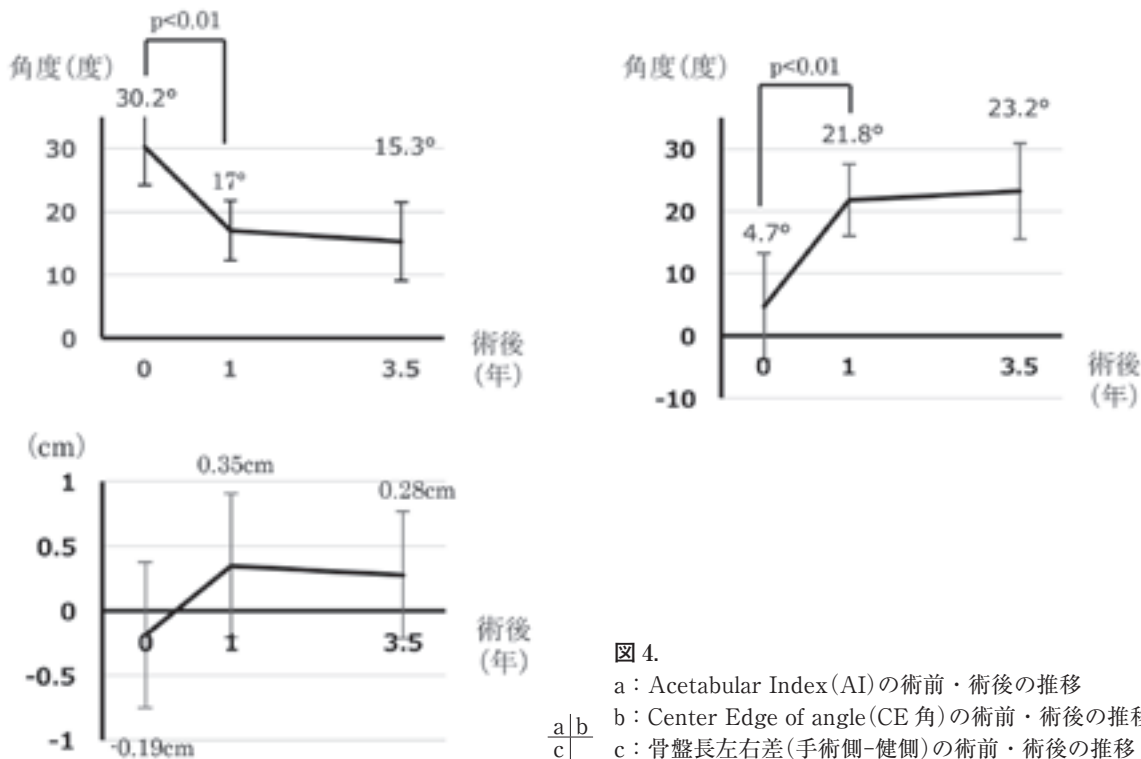 p<0.01
角度(度)
30.2°
30
15.3°
17°
20
10
0
0 1 3.5
術後
(年)
p<0.01
角度(度)
23.2°
21.8°
30
20
4.7°
10
0
0 1 3.5
術後
(年)
-10
(cm)
0.35cm
1
0.28cm
0.5
0
0 1 3.5
術後
(年)
-0.5
-1
-0.19cm
a b
c
図 4.
a：Acetabular Index(AI)の術前・術後の推移
b：Center Edge of angle(CE 角)の術前・術後の推移
c：骨盤長左右差(手術側-健側)の術前・術後の推移